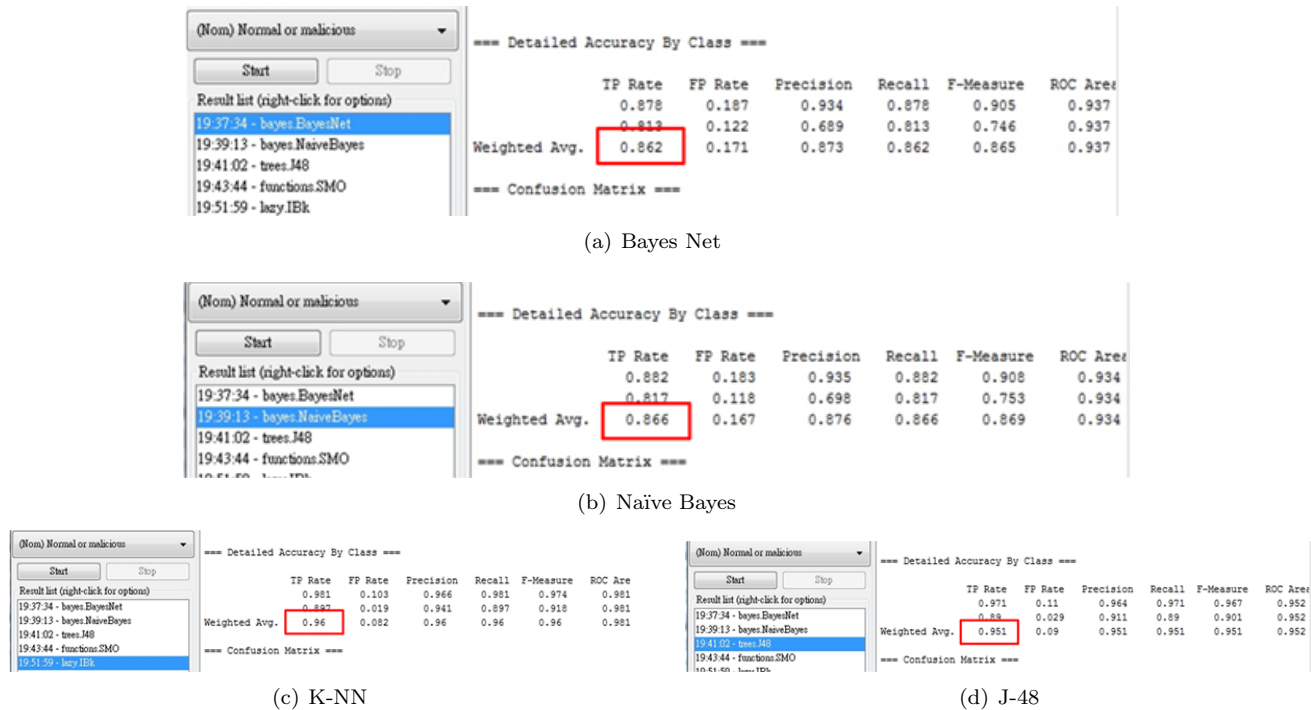 (Nom) Normal or malicious
Start Stop
Result list (right-click for options)
19:37:34 - bayes.BayesNet
19:39:13 - bayes.NaiveBayes
19:41:02 - trees.J48
19:43:44 - functions.SMO
19:51:59 - lazy.IBk
=== Detailed Accuracy By Class ===
TP Rate FP Rate Precision Recall F-Measure ROC Area
0.878 0.187 0.934 0.878 0.905 0.937
0.813 0.122 0.689 0.813 0.746 0.937
Weighted Avg. 0.862 0.171 0.873 0.862 0.865 0.937
=== Confusion Matrix ===
(a) Bayes Net
(Nom) Normal or malicious
Start Stop
Result list (right-click for options)
19:37:34 - bayes.BayesNet
19:39:13 - bayes.NaiveBayes
19:41:02 - trees.J48
19:43:44 - functions.SMO
19:51:59 - lazy.IBk
=== Detailed Accuracy By Class ===
TP Rate FP Rate Precision Recall F-Measure ROC Area
0.882 0.183 0.935 0.882 0.908 0.934
0.817 0.118 0.698 0.817 0.753 0.934
Weighted Avg. 0.866 0.167 0.876 0.866 0.869 0.934
=== Confusion Matrix ===
(b) Naïve Bayes
(Nom) Normal or malicious
Start Stop
Result list (right-click for options)
19:37:34 - bayes.BayesNet
19:39:13 - bayes.NaiveBayes
19:41:02 - trees.J48
19:43:44 - functions.SMO
19:51:59 - lazy.IBk
=== Detailed Accuracy By Class ===
TP Rate FP Rate Precision Recall F-Measure ROC Are
0.981 0.103 0.966 0.981 0.974 0.981
0.897 0.019 0.941 0.897 0.918 0.981
Weighted Avg. 0.96 0.082 0.96 0.96 0.96 0.981
=== Confusion Matrix ===
(c) K-NN
(Nom) Normal or malicious
Start Stop
Result list (right-click for options)
19:37:34 - bayes.BayesNet
19:39:13 - bayes.NaiveBayes
19:41:02 - trees.J48
19:43:44 - functions.SMO
19:51:59 - lazy.IBk
=== Detailed Accuracy By Class ===
TP Rate FP Rate Precision Recall F-Measure ROC Area
0.971 0.11 0.964 0.971 0.967 0.952
0.89 0.029 0.911 0.89 0.901 0.952
Weighted Avg. 0.951 0.09 0.951 0.951 0.951 0.952
=== Confusion Matrix ===
(d) J-48